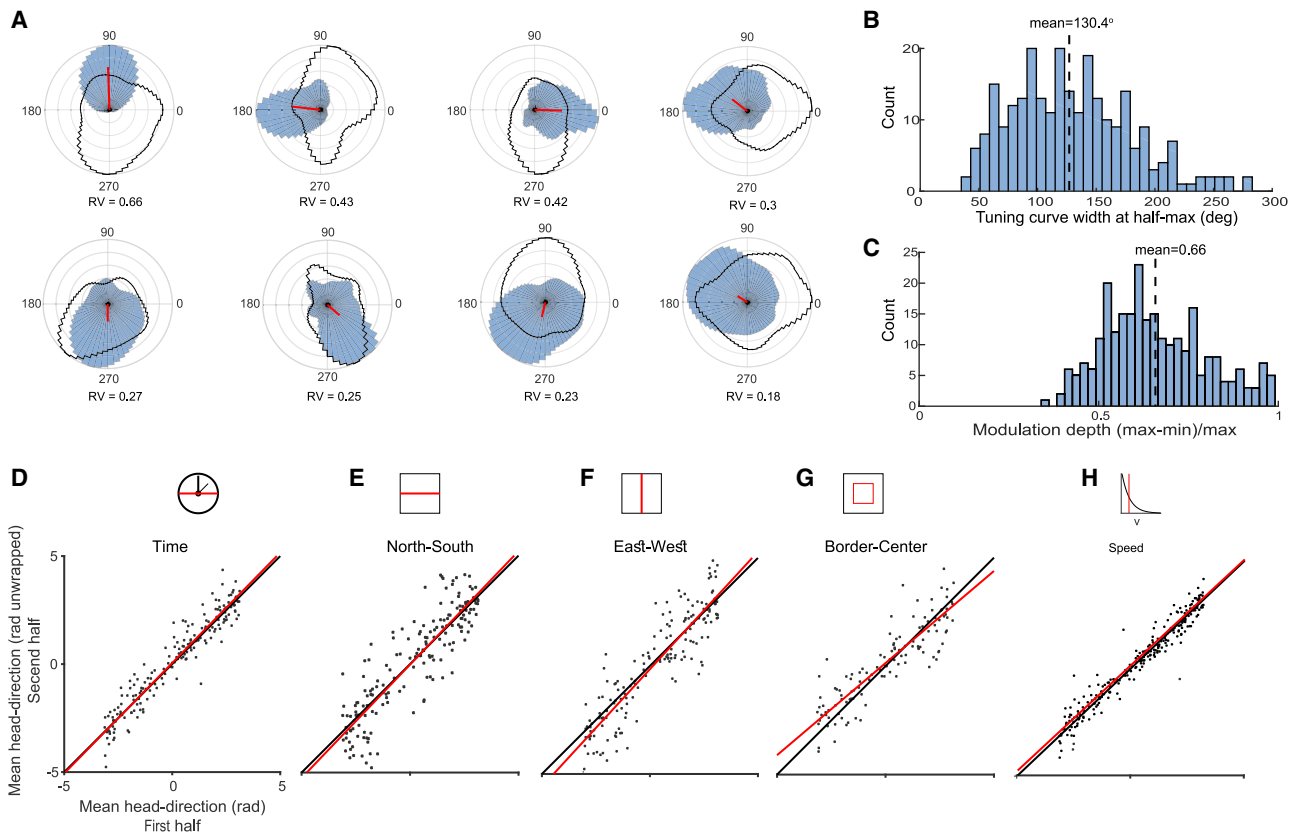 A
90
180
0
270
RV = 0.66
90
180
0
270
RV = 0.43
90
180
0
270
RV = 0.42
90
180
0
270
RV = 0.3
90
180
0
270
RV = 0.27
90
180
0
270
RV = 0.25
90
180
0
270
RV = 0.23
90
180
0
270
RV = 0.18
B
mean=130.4°
20
10
0
Count
0 50 100 150 200 250 300
Tuning curve width at half-max (deg)
C
mean=0.66
25
20
15
10
5
0
Count
0 0.5 1
Modulation depth (max-min)/max
D
Time
5
0
-5
Mean head-direction (rad unwrapped)
Secend half
-5 0 5
Mean head-direction (rad)
First half
E
North-South
F
East-West
G
Border-Center
H
v
Speed